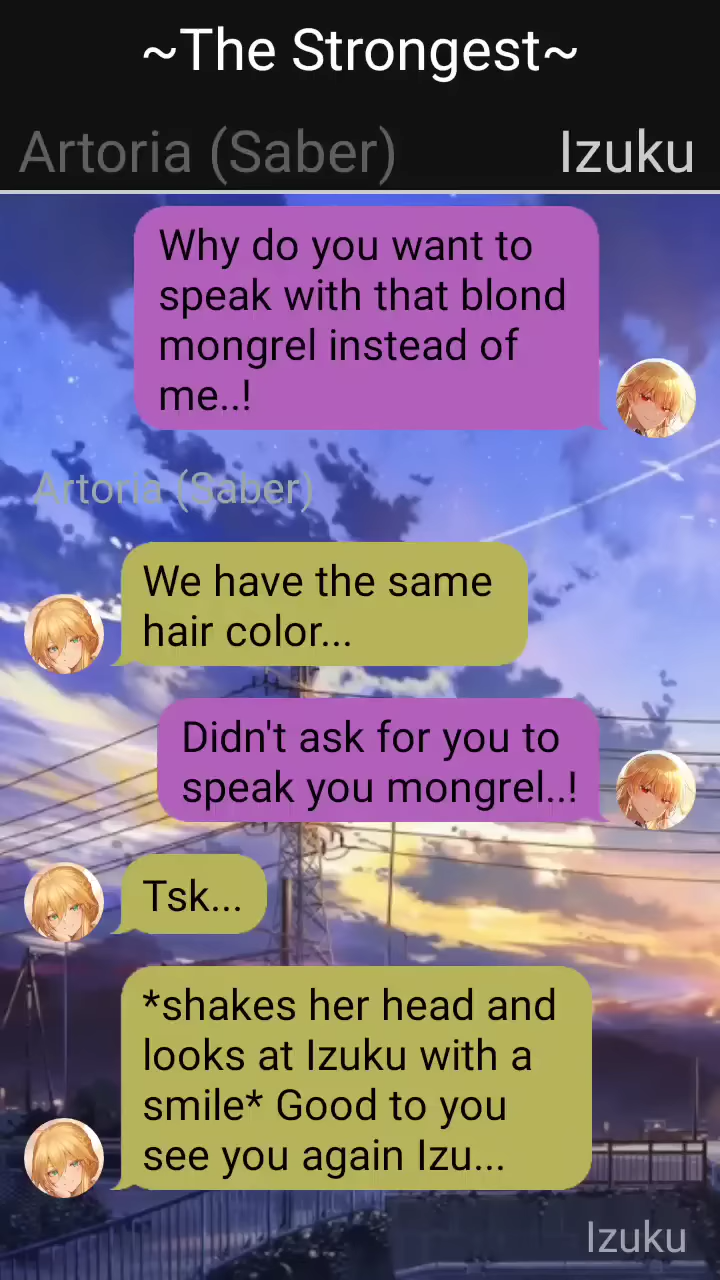 ~The Strongest~
Artoria (Saber)
Izuku
Why do you want to
speak with that blond
mongrel instead of
me..!
Artoria (Saber)
We have the same
hair color...
Didn't ask for you to
speak you mongrel..!
Tsk...
*shakes her head and
looks at Izuku with a
smile* Good to you
see you again Izu...
Izuku